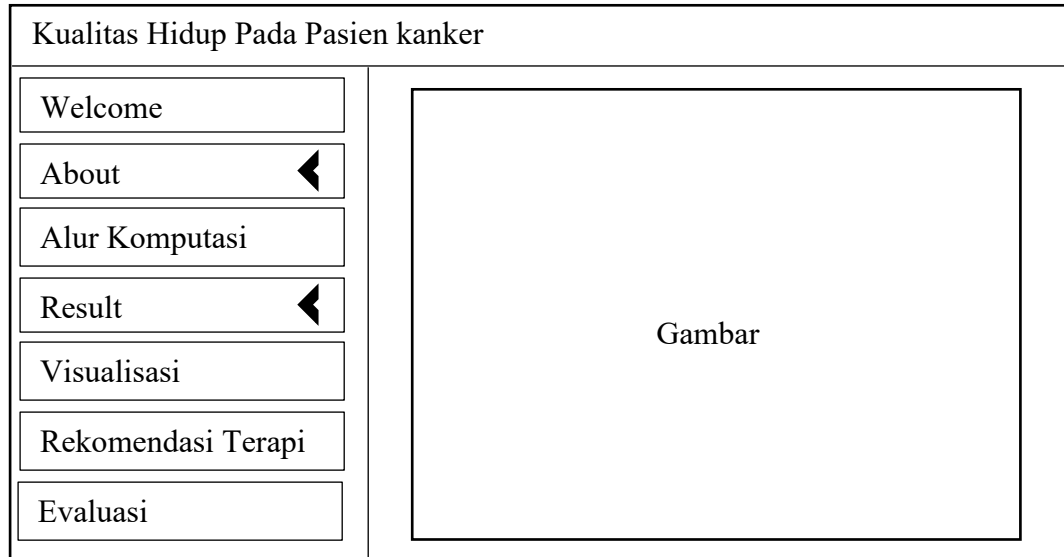 Kualitas Hidup Pada Pasien kanker
Welcome
About
Alur Komputasi
Result
Visualisasi
Rekomendasi Terapi
Evaluasi
Gambar